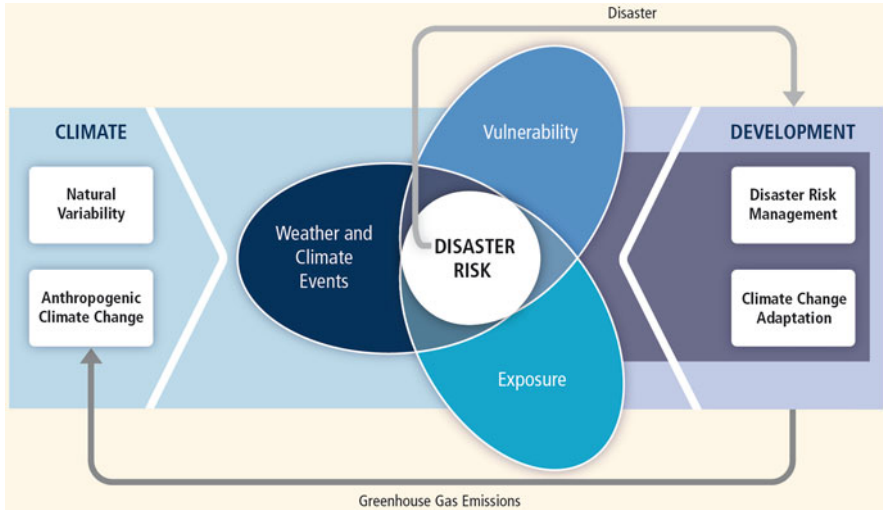 Disaster
CLIMATE
Natural
Variability
Anthropogenic
Climate Change
Vulnerability
Weather and
Climate
Events
DISASTER
RISK
Exposure
DEVELOPMENT
Disaster Risk
Management
Climate Change
Adaptation
Greenhouse Gas Emissions